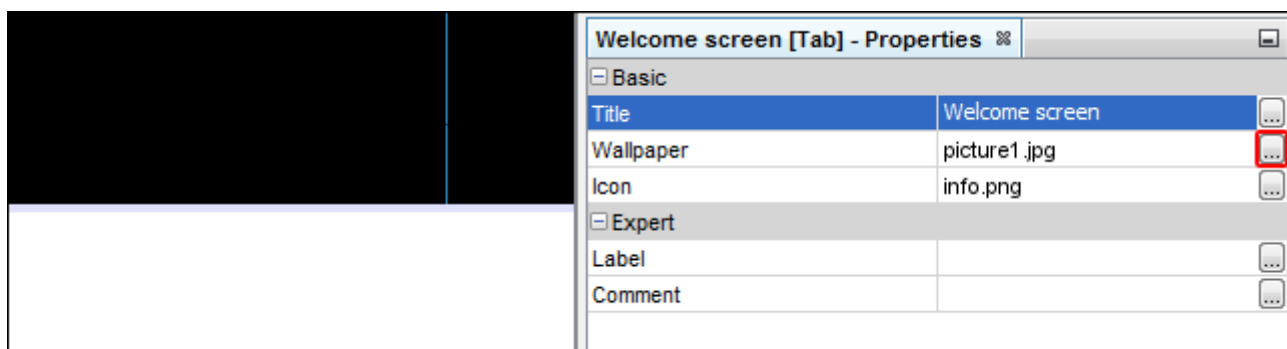 Welcome screen [Tab] - Properties
Basic
Title Welcome screen ...
Wallpaper picture1.jpg ...
Icon info.png ...
Expert
Label ...
Comment ...